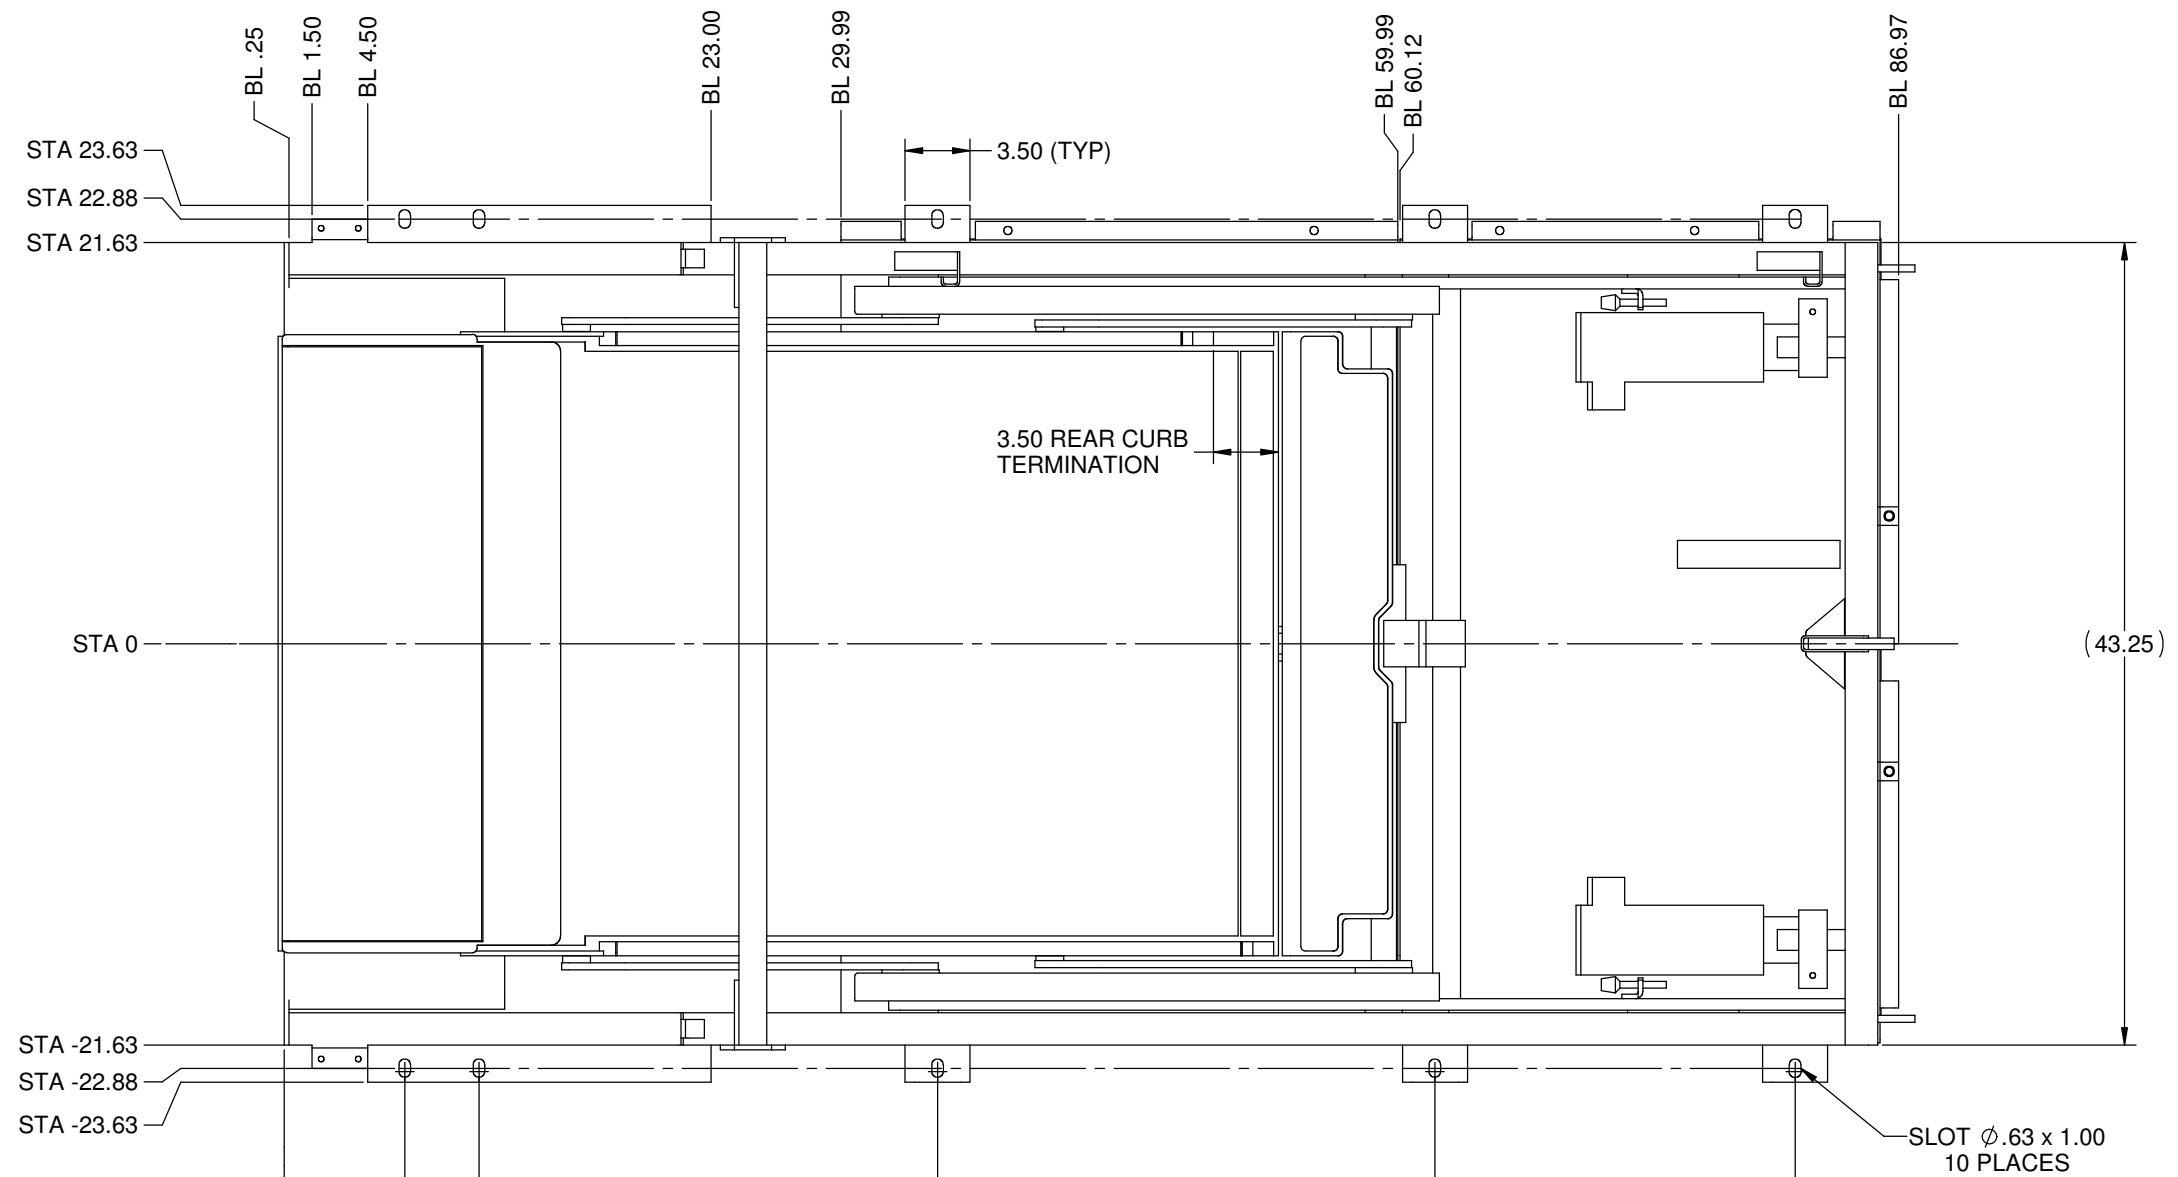 BL .25
BL 1.50
BL 4.50
BL 23.00
BL 29.99
BL 59.99
BL 60.12
BL 86.97
STA 23.63
3.50 (TYP)
STA 22.88
STA 21.63
3.50 REAR CURB
TERMINATION
STA 0
(43.25)
STA -21.63
STA -22.88
STA -23.63
SLOT ⌀.63 x 1.00
10 PLACES